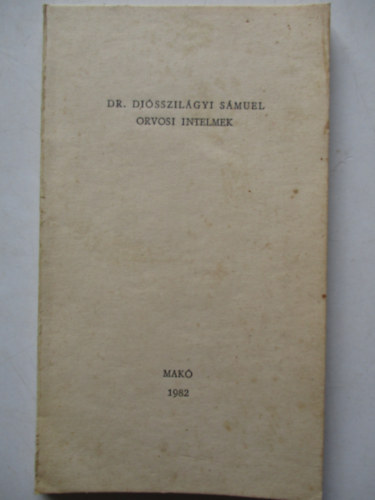 DR. DIÓSSZILÁGYI SÁMUEL
ORVOSI INTELMEK
MAKÓ
1982